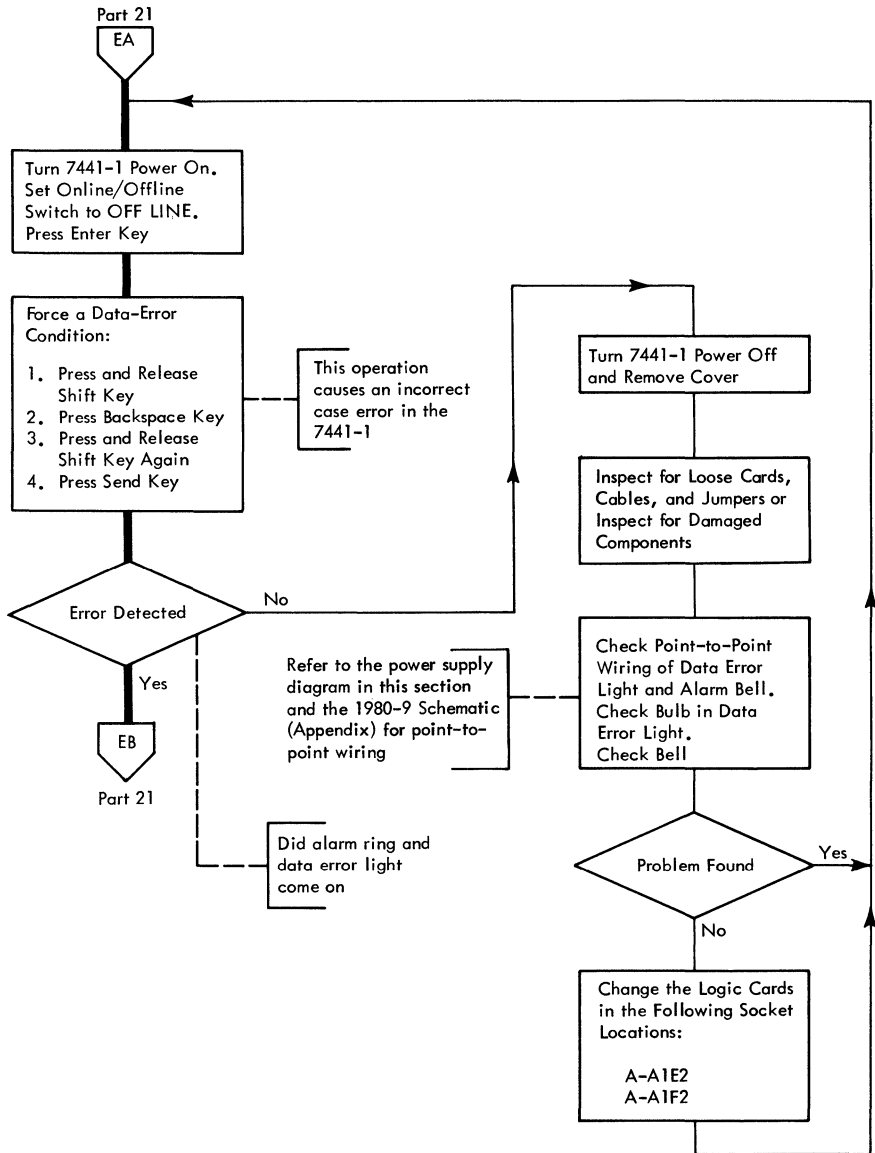 Part 21
EA
Turn 7441-1 Power On.
Set Online/Offline
Switch to OFF LINE.
Press Enter Key
Force a Data-Error
Condition:
1. Press and Release
Shift Key
2. Press Backspace Key
3. Press and Release
Shift Key Again
4. Press Send Key
This operation
causes an incorrect
case error in the
7441-1
Error Detected
No
Yes
EB
Part 21
Did alarm ring and
data error light
come on
Turn 7441-1 Power Off
and Remove Cover
Inspect for Loose Cards,
Cables, and Jumpers or
Inspect for Damaged
Components
Refer to the power supply
diagram in this section
and the 1980-9 Schematic
(Appendix) for point-to-
point wiring
Check Point-to-Point
Wiring of Data Error
Light and Alarm Bell.
Check Bulb in Data
Error Light.
Check Bell
Problem Found
Yes
No
Change the Logic Cards
in the Following Socket
Locations:
A-A1E2
A-A1F2